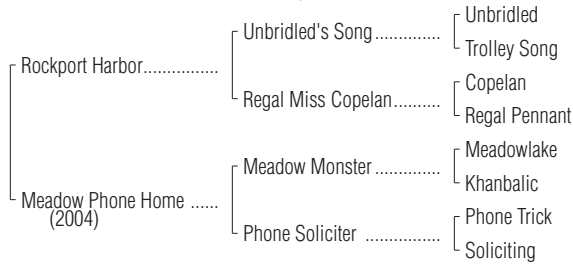 Unbridled
Unbridled's Song...............
Trolley Song
Rockport Harbor................
Copelan
Regal Miss Copelan..........
Regal Pennant
Meadowlake
Meadow Monster ...............
Khanbalic
Meadow Phone Home ......
(2004)
Phone Trick
Phone Soliciter ................
Soliciting